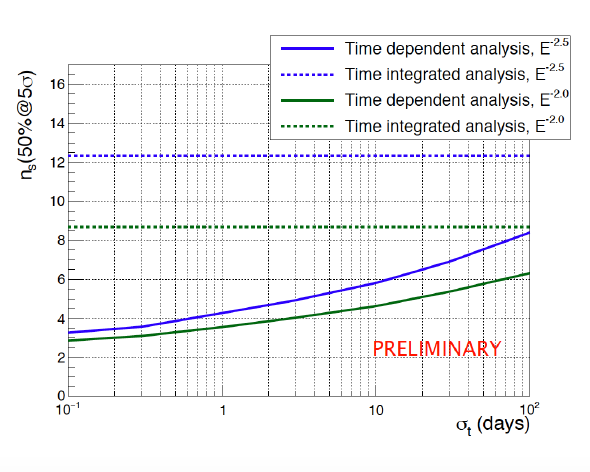 Time dependent analysis, E^-2.5
Time integrated analysis, E^-2.5
Time dependent analysis, E^-2.0
Time integrated analysis, E^-2.0
n_s(50%@5σ)
16
14
12
10
8
6
4
2
0
PRELIMINARY
10^-1
1
10
10^2
σ_t (days)